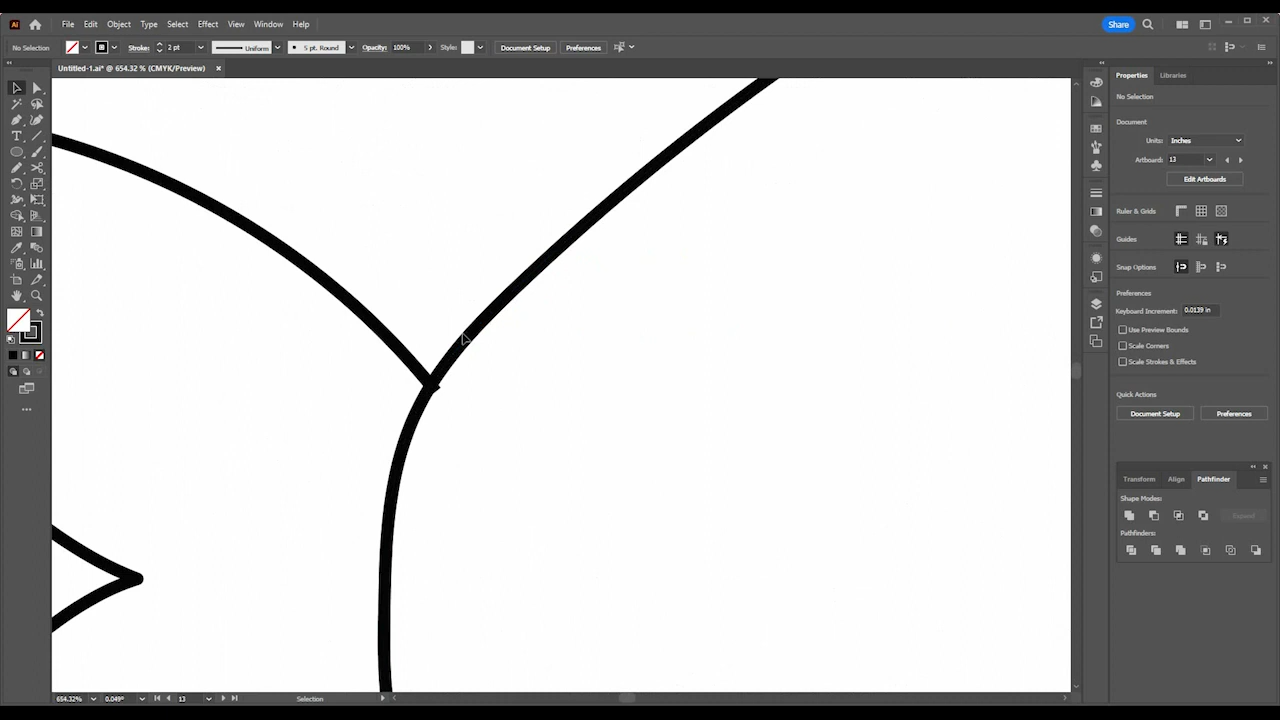 Ai File Edit Object Type Select Effect View Window Help Share
No Selection Stroke: 2 pt Uniform 5 pt. Round Opacity: 100% Style: Document Setup Preferences
Untitled-1.ai* @ 654.32 % (CMYK/Preview)
Properties Libraries
No Selection
Document
Units: Inches
Artboard: 13
Edit Artboards
Ruler & Grids
Guides
Snap Options
Preferences
Keyboard Increment: 0.0139 in
Use Preview Bounds
Scale Corners
Scale Strokes & Effects
Quick Actions
Document Setup Preferences
Transform Align Pathfinder
Shape Modes:
Expand
Pathfinders:
654.32% 0.049° 13 Selection